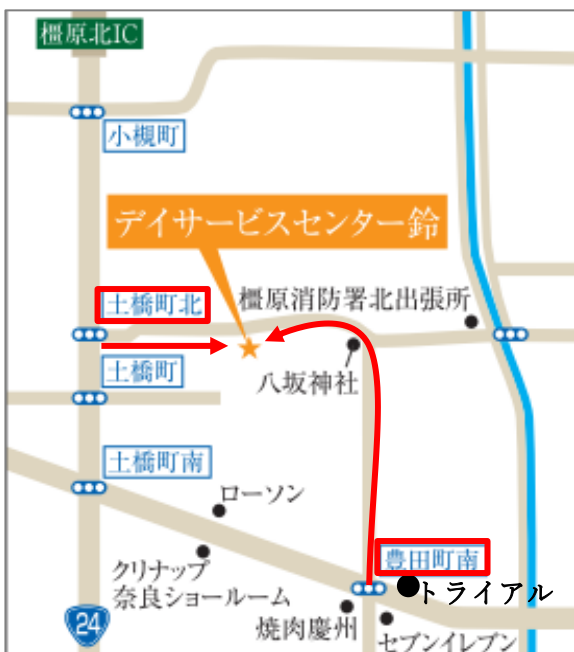 橿原北IC
小槻町
デイサービスセンター鈴
土橋町北
橿原消防署北出張所
土橋町
八坂神社
土橋町南
ローソン
クリナップ
奈良ショールーム
豊田町南
トライアル
24
焼肉慶州
セブンイレブン